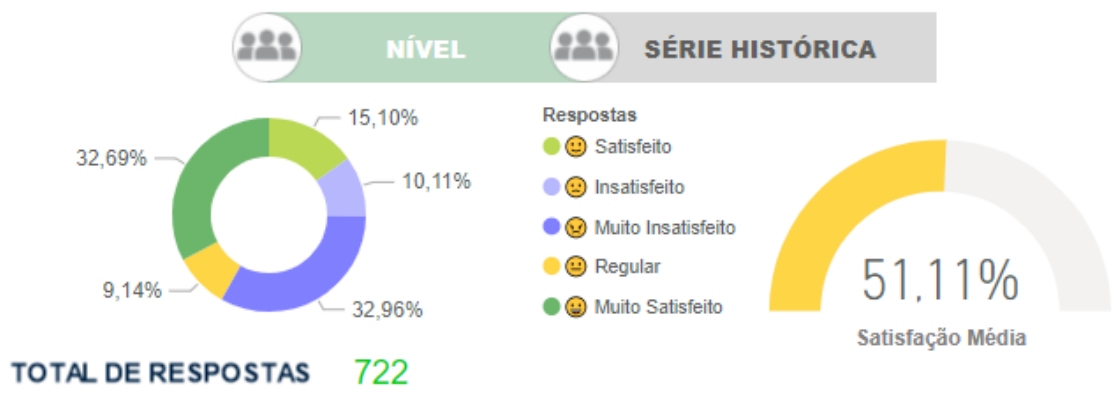 NÍVEL
SÉRIE HISTÓRICA
15,10%
10,11%
32,96%
9,14%
32,69%
Respostas
Satisfeito
Insatisfeito
Muito Insatisfeito
Regular
Muito Satisfeito
51,11%
Satisfação Média
TOTAL DE RESPOSTAS 722